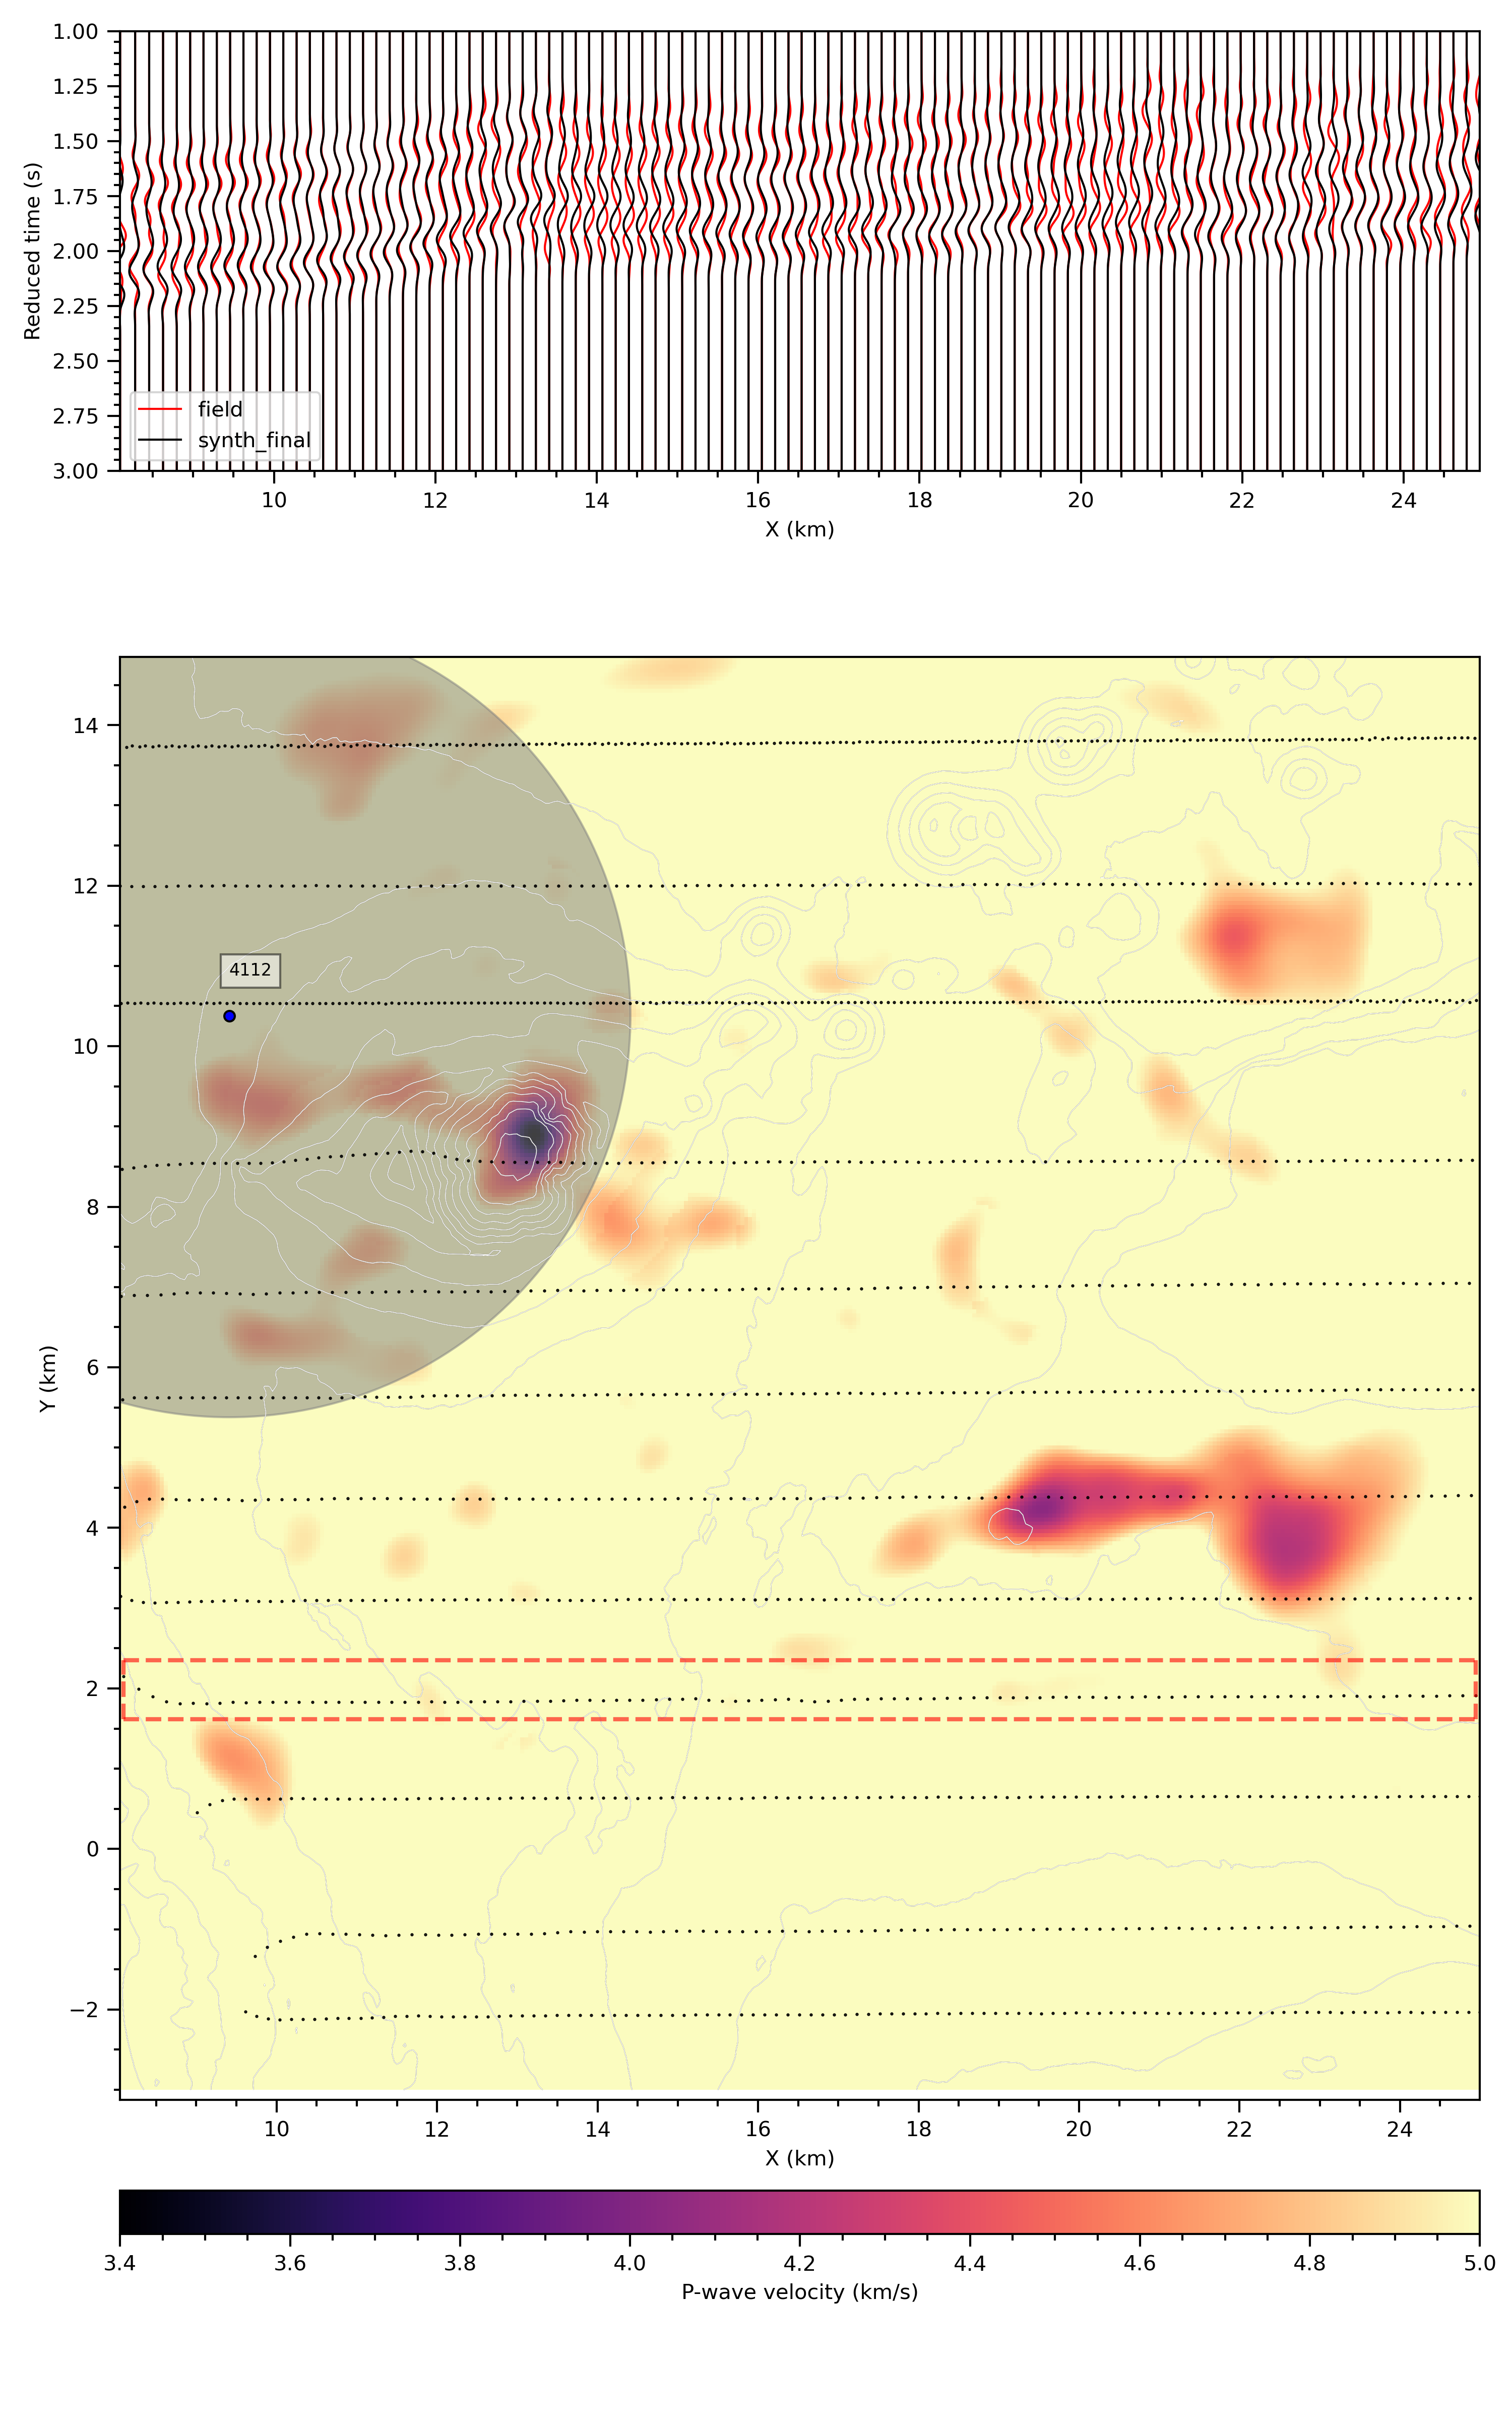 1.00
1.25
1.50
1.75
2.00
2.25
2.50
2.75
3.00
Reduced time (s)
field
synth_final
10 12 14 16 18 20 22 24
X (km)
14
12
10
8
6
4
2
0
−2
Y (km)
4112
10 12 14 16 18 20 22 24
X (km)
3.4 3.6 3.8 4.0 4.2 4.4 4.6 4.8 5.0
P-wave velocity (km/s)